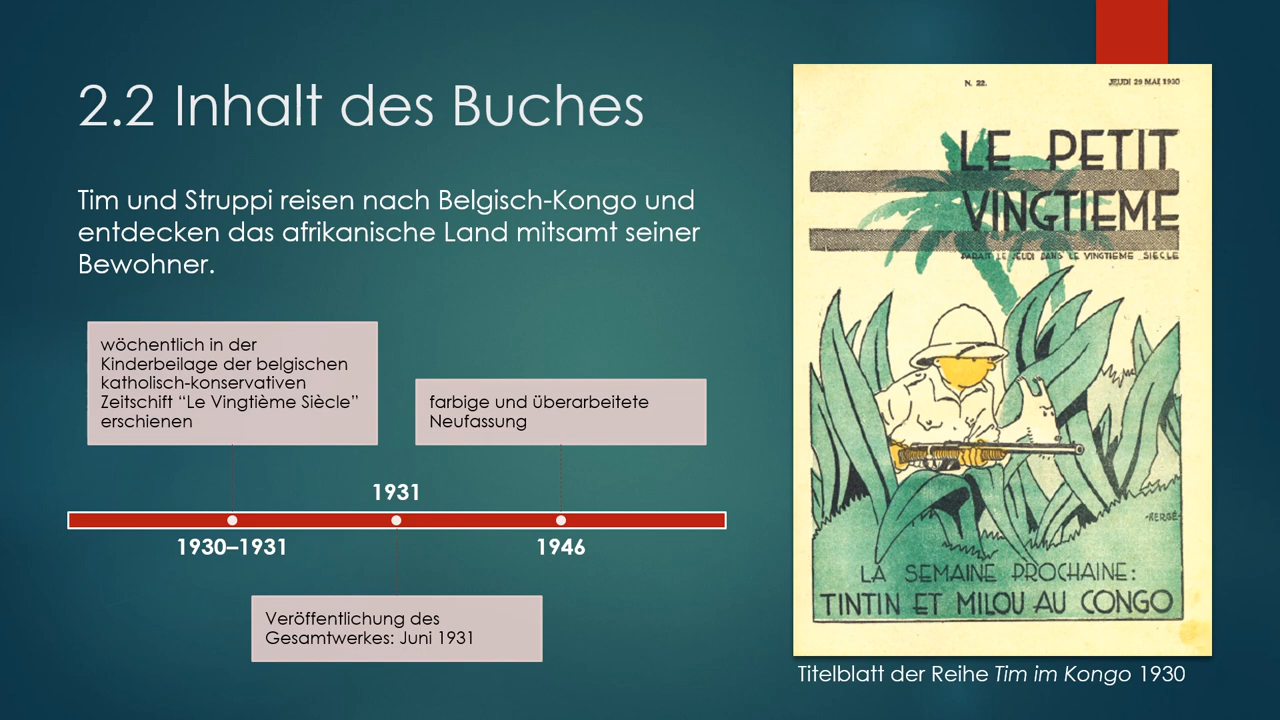 2.2 Inhalt des Buches
Tim und Struppi reisen nach Belgisch-Kongo und
entdecken das afrikanische Land mitsamt seiner
Bewohner.
wöchentlich in der
Kinderbeilage der belgischen
katholisch-konservativen
Zeitschrift “Le Vingtième Siècle”
erschienen
farbige und überarbeitete
Neufassung
1931
1930–1931
1946
Veröffentlichung des
Gesamtwerkes: Juni 1931
N. 22.
JEUDI 29 MAI 1930
LE PETIT
VINGTIEME
PARAIT LE JEUDI DANS LE VINGTIEME SIECLE
-HERGÉ-
LA SEMAINE PROCHAINE:
TINTIN ET MILOU AU CONGO
Titelblatt der Reihe Tim im Kongo 1930